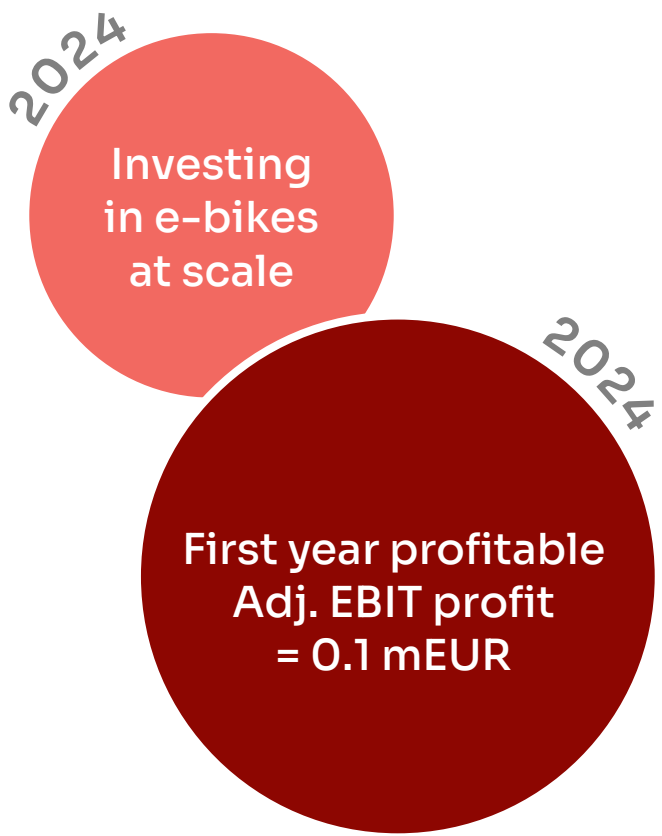 2024
Investing
in e-bikes
at scale
2024
First year profitable
Adj. EBIT profit
= 0.1 mEUR